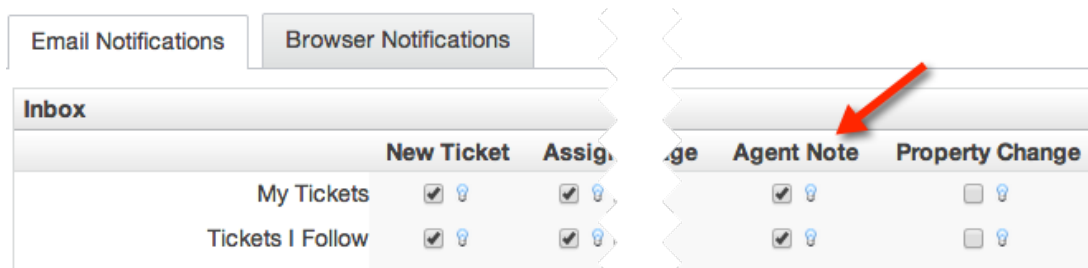 Email Notifications Browser Notifications
Inbox
New Ticket Agent Note Property Change
My Tickets
Tickets I Follow